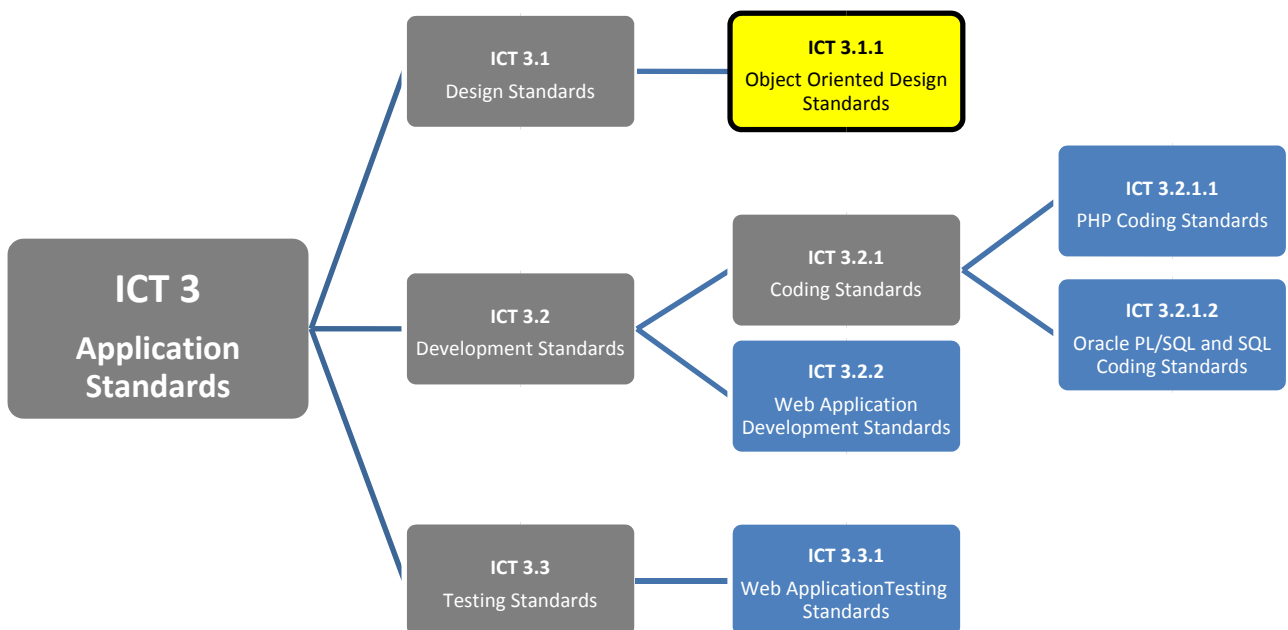 ICT 3
Application
Standards
ICT 3.1
Design Standards
ICT 3.1.1
Object Oriented Design
Standards
ICT 3.2
Development Standards
ICT 3.2.1
Coding Standards
ICT 3.2.1.1
PHP Coding Standards
ICT 3.2.1.2
Oracle PL/SQL and SQL
Coding Standards
ICT 3.2.2
Web Application
Development Standards
ICT 3.3
Testing Standards
ICT 3.3.1
Web ApplicationTesting
Standards